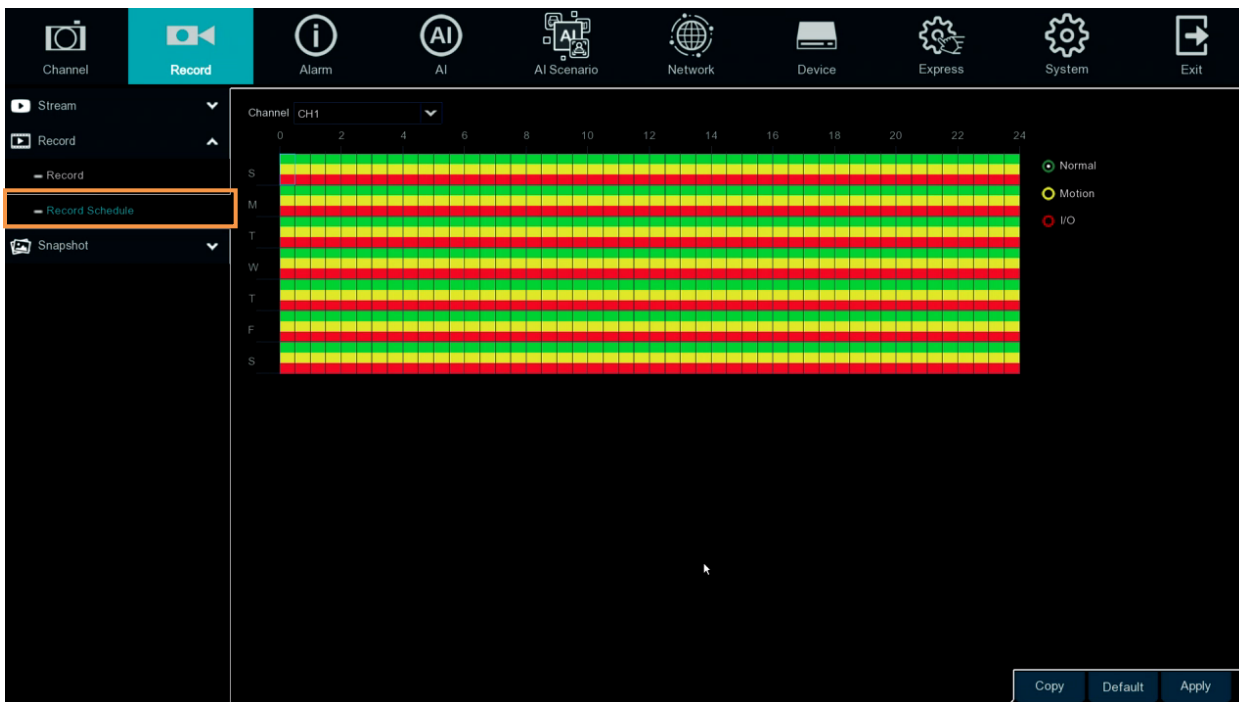 Channel Record Alarm AI AI Scenario Network Device Express System Exit
Stream
Record
Record
Record Schedule
Snapshot
Channel CH1
0 2 4 6 8 10 12 14 16 18 20 22 24
S
M
T
W
T
F
S
Normal
Motion
I/O
Copy Default Apply